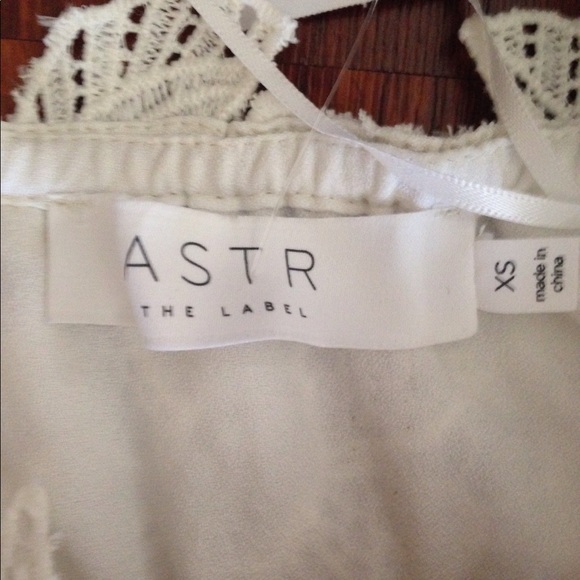 ASTR
THE LABEL
XS
made in
china